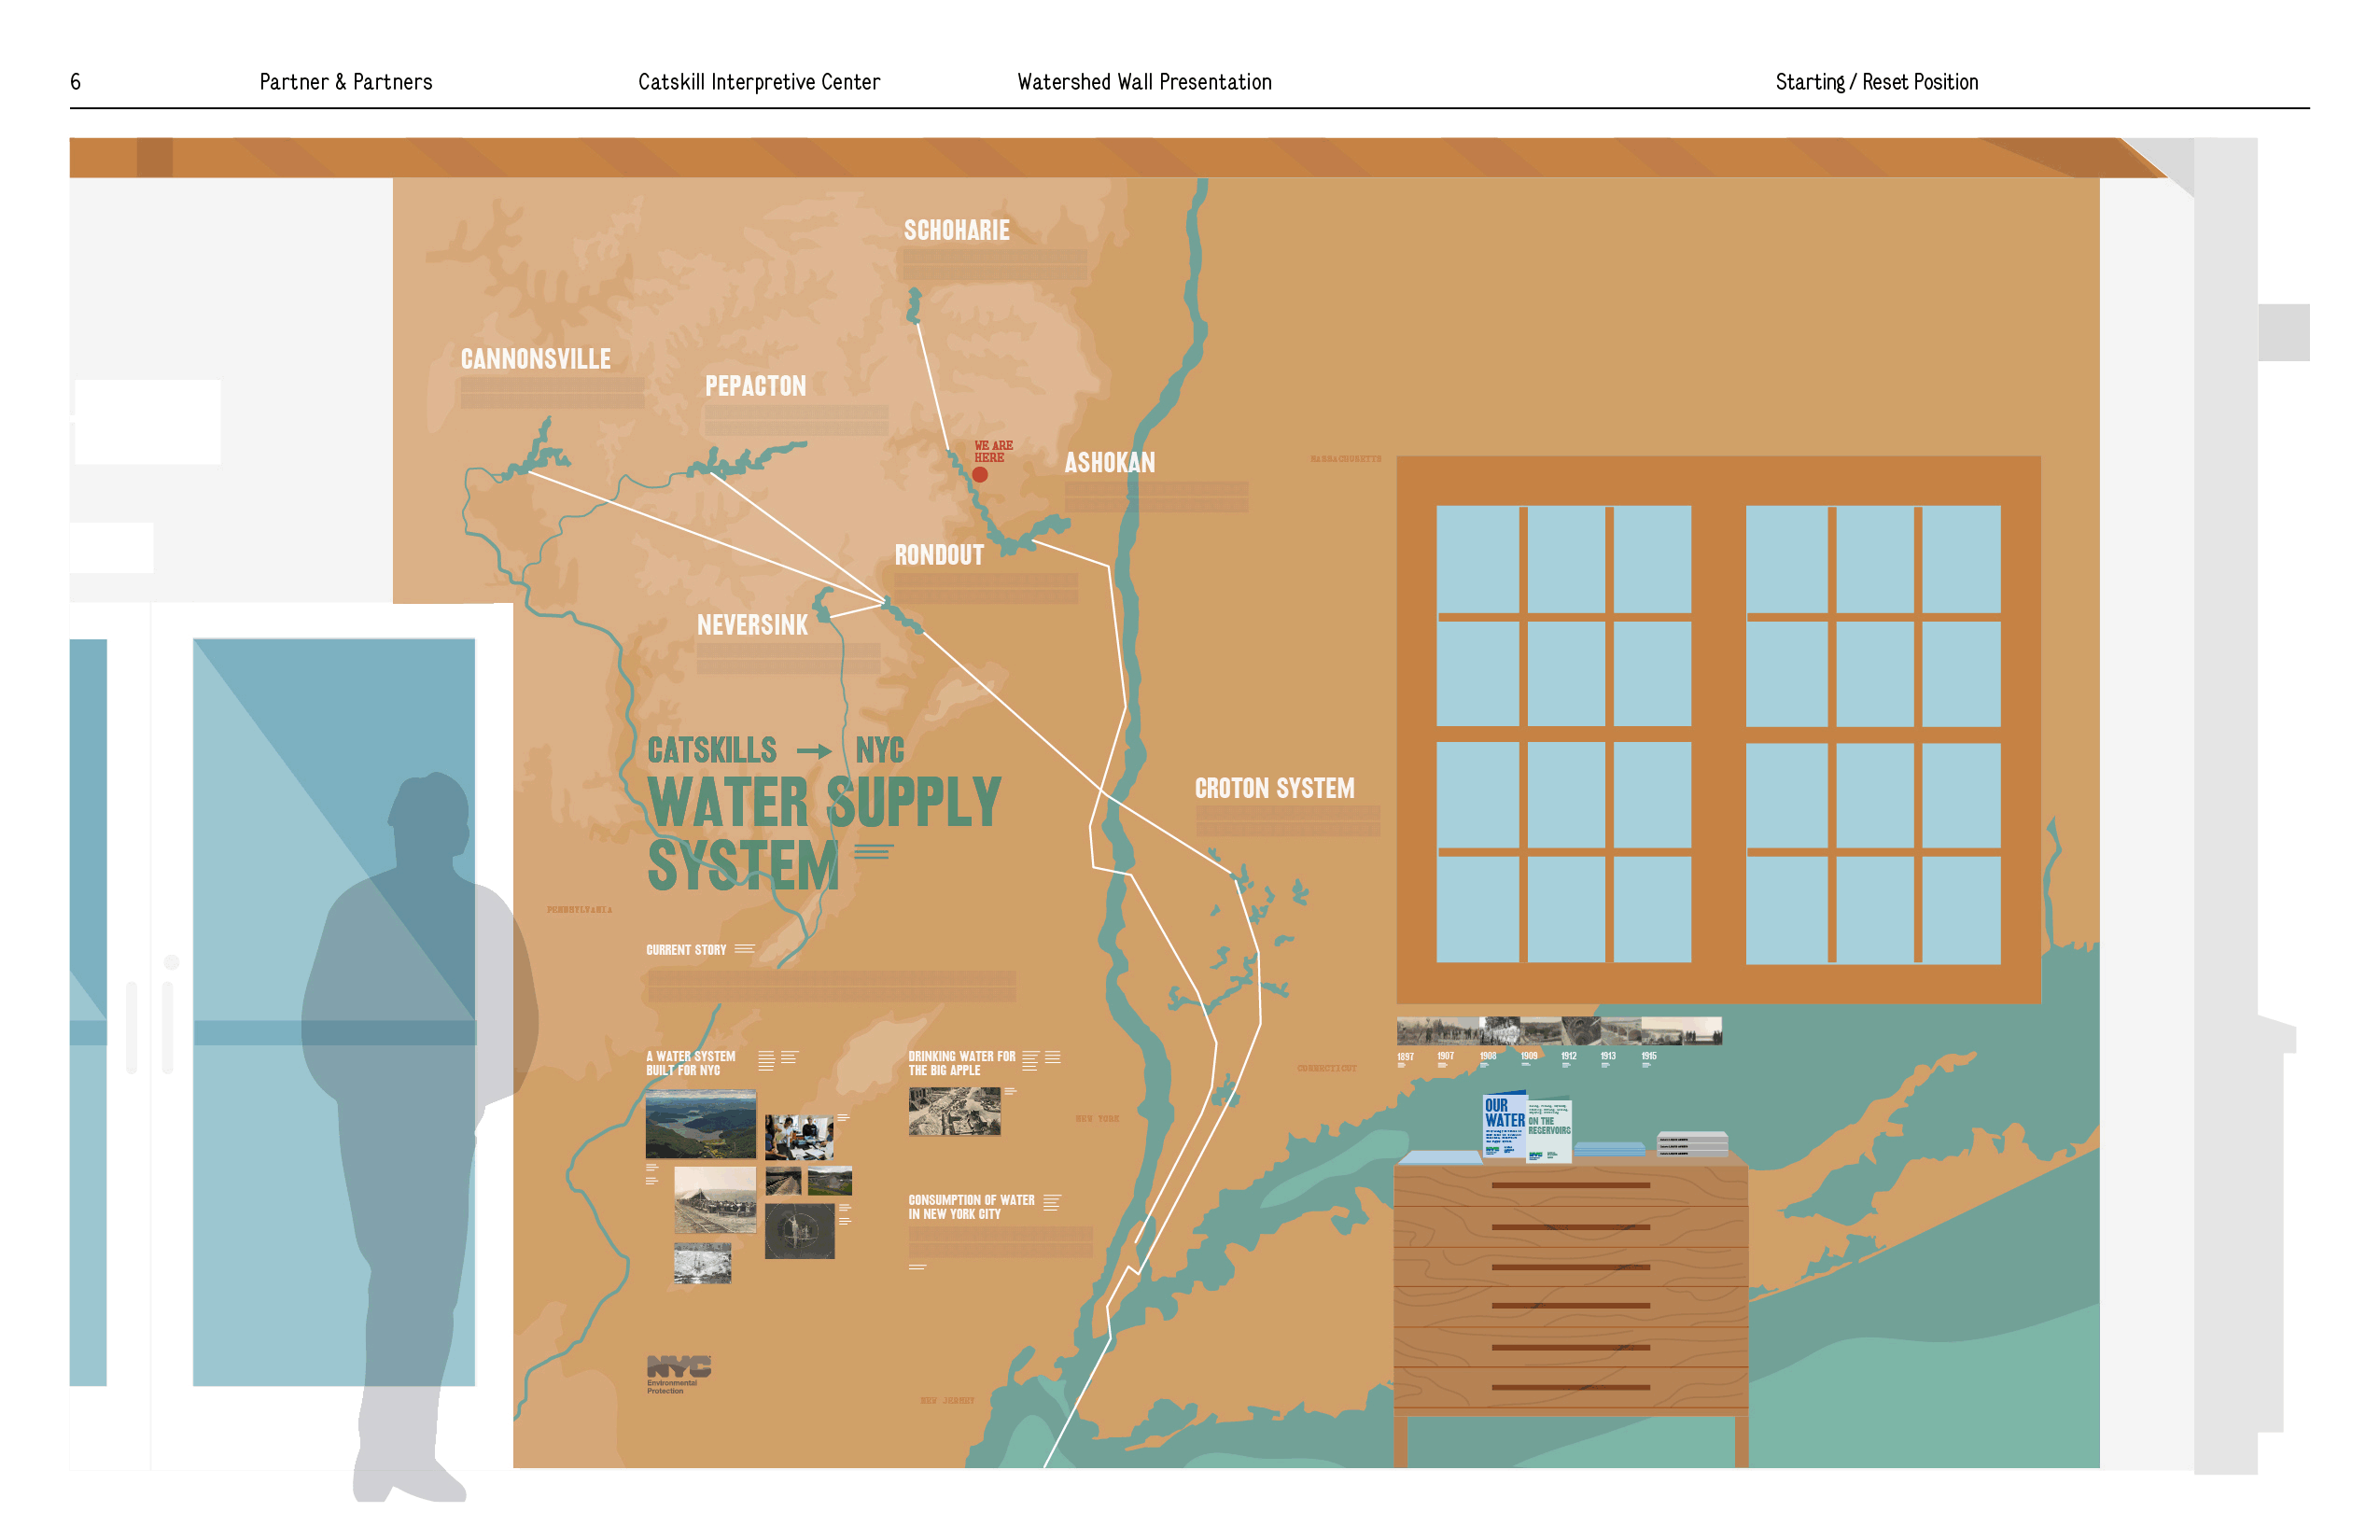 6
Partner & Partners
Catskill Interpretive Center
Watershed Wall Presentation
Starting / Reset Position
SCHOHARIE
CANNONSVILLE
PEPACTON
WE ARE
HERE
ASHOKAN
MASSACHUSETTS
RONDOUT
NEVERSINK
CATSKILLS → NYC
WATER SUPPLY
SYSTEM
CROTON SYSTEM
PENNSYLVANIA
CURRENT STORY
A WATER SYSTEM
BUILT FOR NYC
DRINKING WATER FOR
THE BIG APPLE
CONNECTICUT
NEW YORK
1897
1907
1908
1909
1912
1913
1915
OUR
WATER
ON THE
RESERVOIRS
NYC
NYC
CONSUMPTION OF WATER
IN NEW YORK CITY
NYC
Environmental
Protection
NEW JERSEY